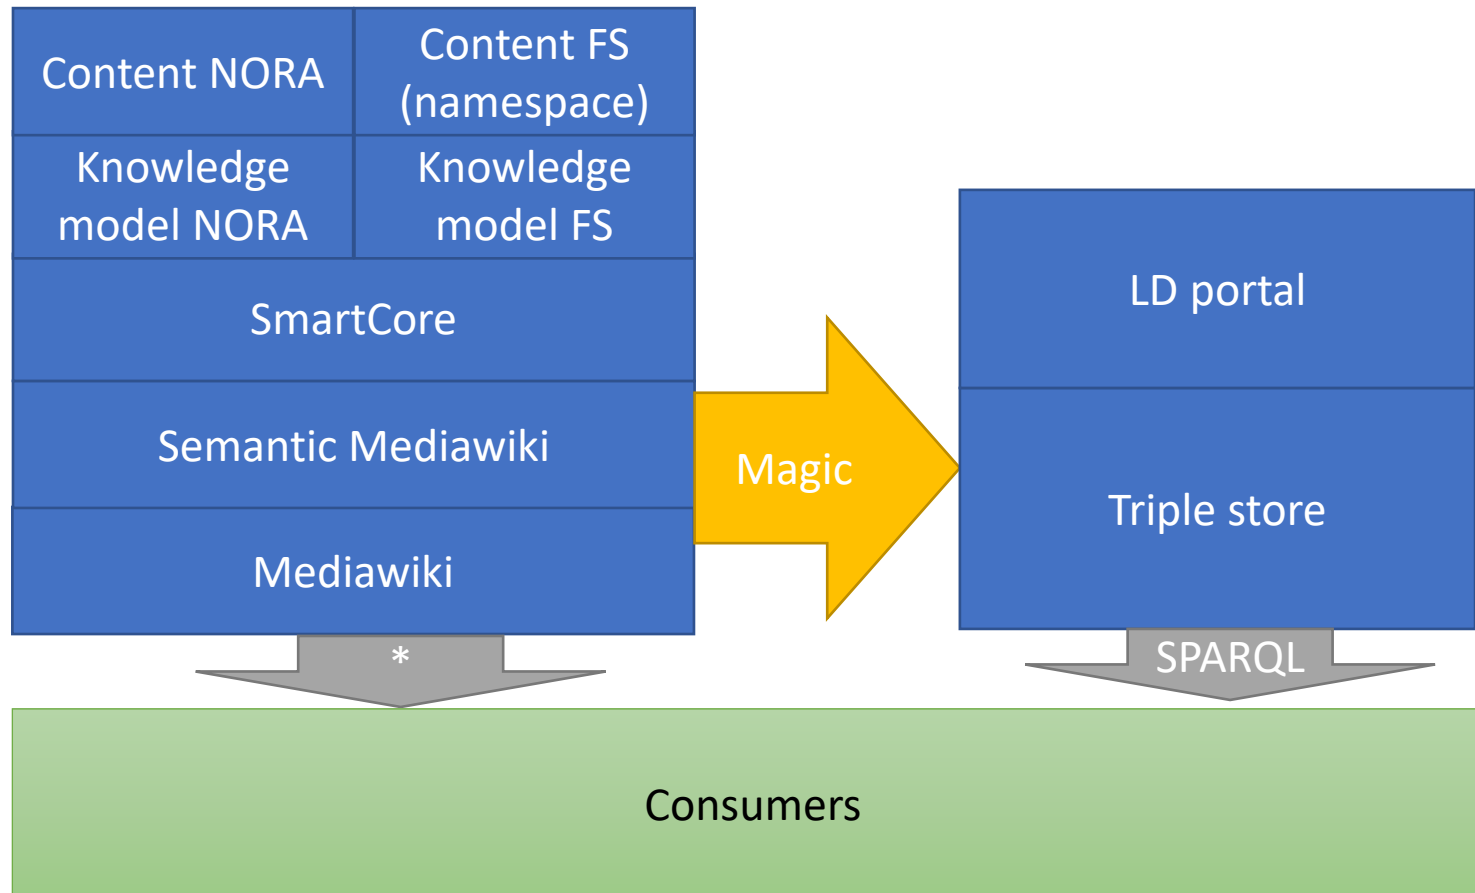 Content NORA
Content FS
(namespace)
Knowledge
model NORA
Knowledge
model FS
SmartCore
Semantic Mediawiki
Mediawiki
*
Magic
LD portal
Triple store
SPARQL
Consumers